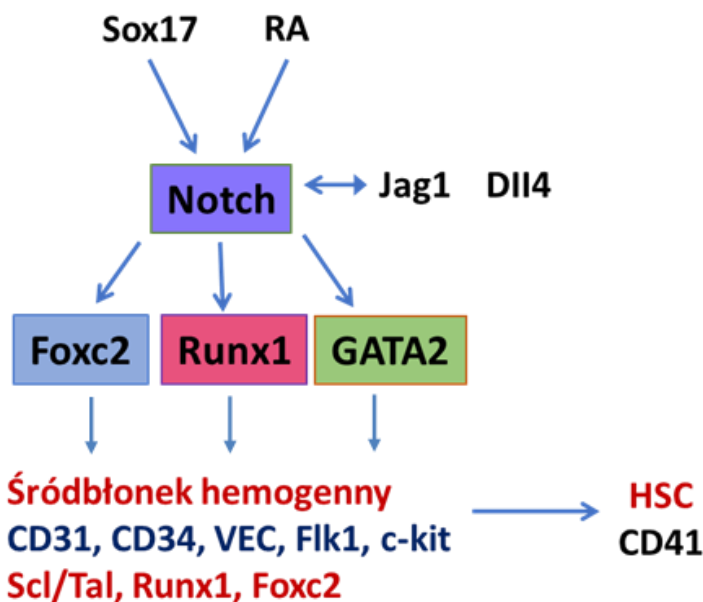 Sox17 RA
Notch
Jag1 Dll4
Foxc2 Runx1 GATA2
Śródbłonek hemogenny
CD31, CD34, VEC, Flk1, c-kit
Scl/Tal, Runx1, Foxc2
HSC
CD41